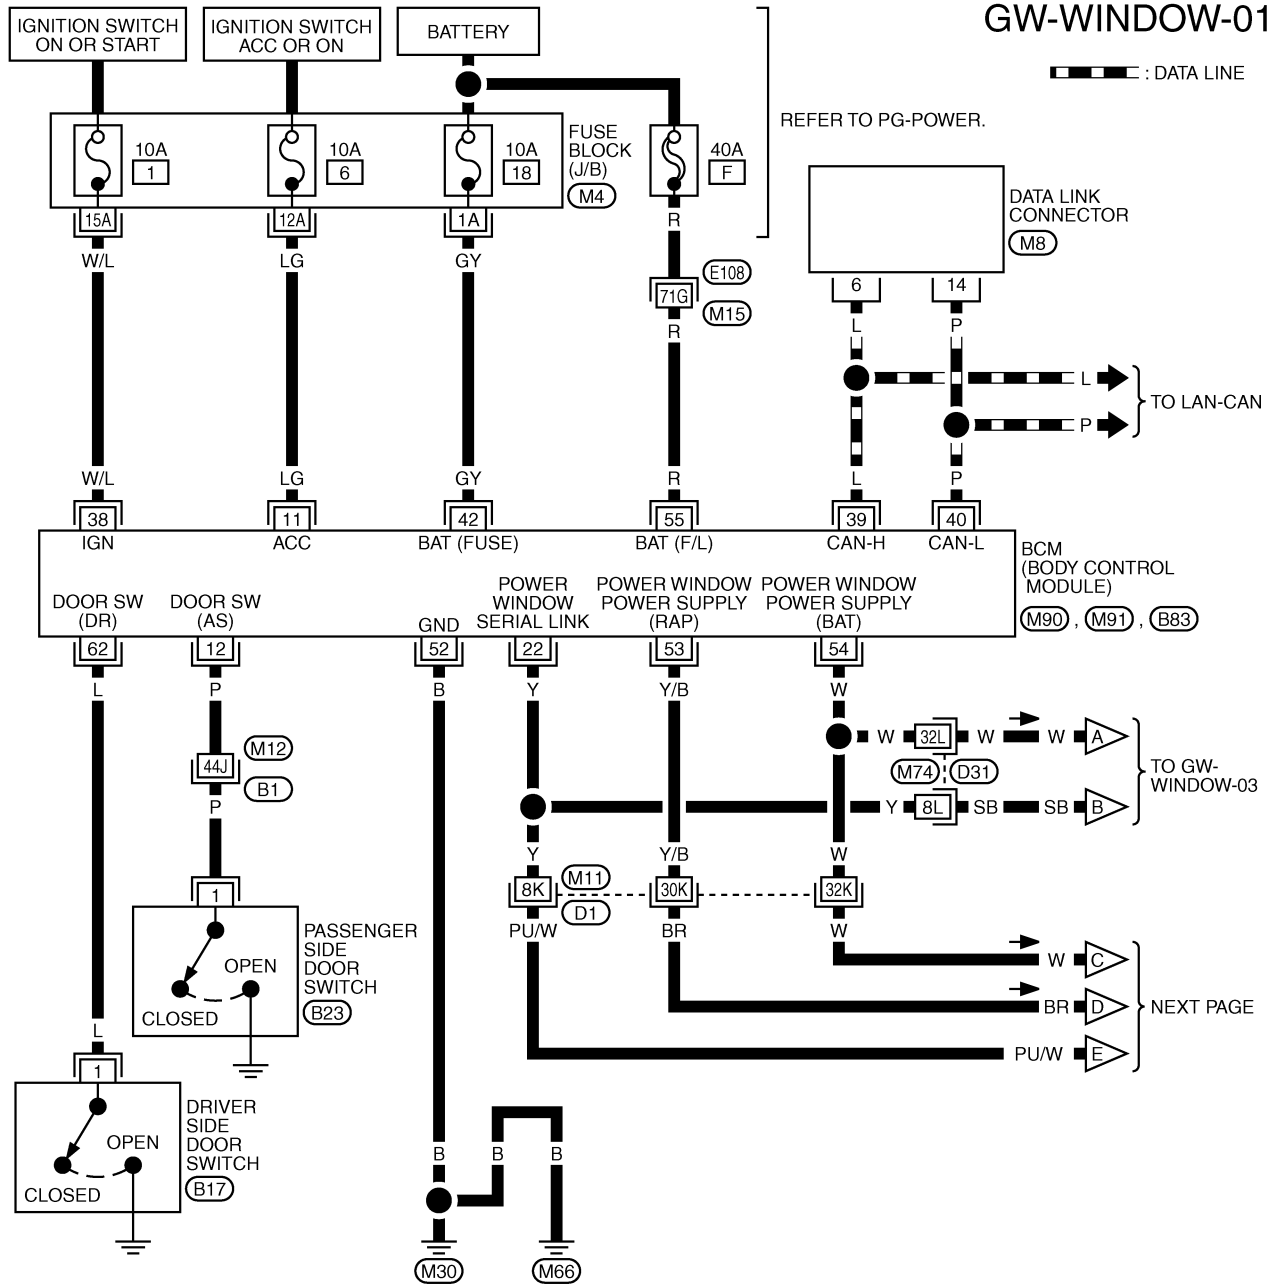 GW-WINDOW-01
: DATA LINE
IGNITION SWITCH
ON OR START
IGNITION SWITCH
ACC OR ON
BATTERY
REFER TO PG-POWER.
10A
1
10A
6
10A
18
FUSE
BLOCK
(J/B)
M4
40A
F
15A
12A
1A
R
W/L
LG
GY
E108
71G
M15
R
DATA LINK
CONNECTOR
M8
6
14
L
P
L
P
TO LAN-CAN
W/L
LG
GY
R
L
P
38
11
42
55
39
40
IGN
ACC
BAT (FUSE)
BAT (F/L)
CAN-H
CAN-L
BCM
(BODY CONTROL
MODULE)
M90 , M91 , B83
DOOR SW
(DR)
DOOR SW
(AS)
GND
POWER
WINDOW
SERIAL LINK
POWER WINDOW
POWER SUPPLY
(RAP)
POWER WINDOW
POWER SUPPLY
(BAT)
62
12
52
22
53
54
L
P
B
Y
Y/B
W
M12
44J
B1
P
W
32L
W
W
A
M74
D31
Y
8L
SB
SB
B
TO GW-
WINDOW-03
Y
Y/B
W
8K
M11
D1
30K
32K
PU/W
BR
W
1
PASSENGER
SIDE
DOOR
SWITCH
B23
OPEN
CLOSED
W
C
BR
D
PU/W
E
NEXT PAGE
L
1
DRIVER
SIDE
DOOR
SWITCH
B17
OPEN
CLOSED
B
B
B
M30
M66